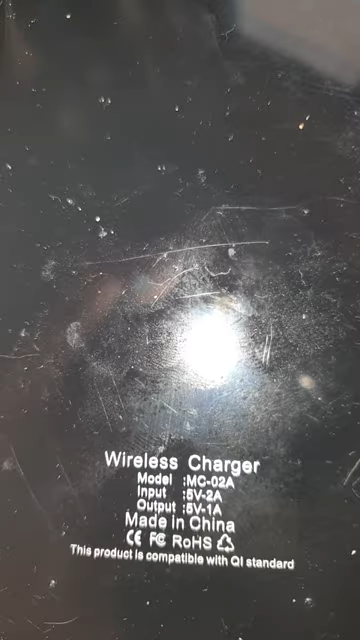 Wireless Charger
Model :MC-02A
Input :5V-2A
Output :5V-1A
Made in China
CE FC RoHS
This product is compatible with QI standard